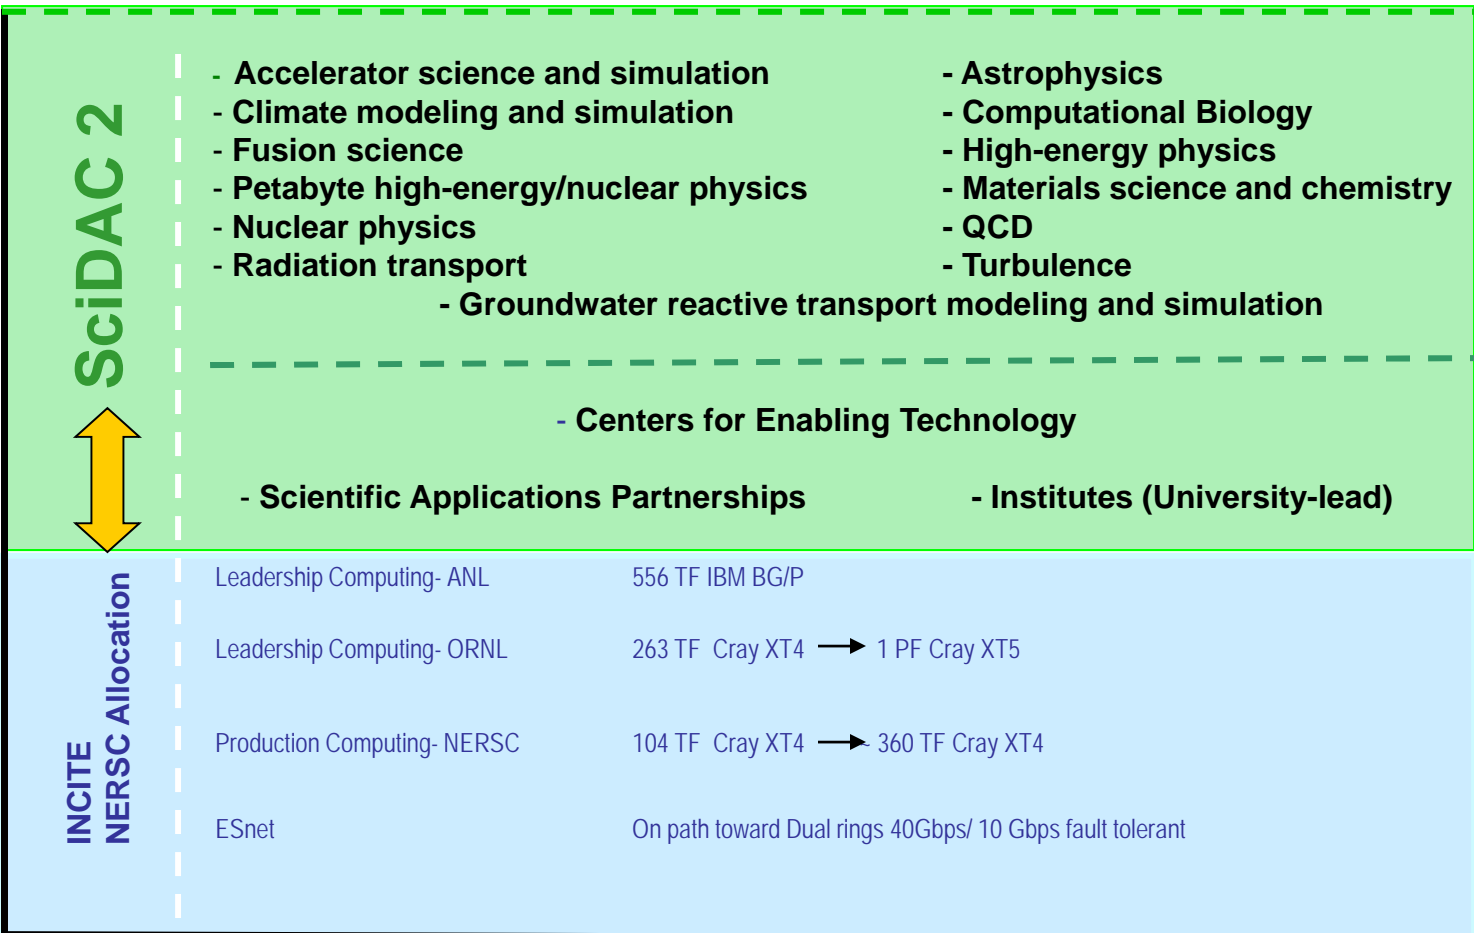 SciDAC 2
- Accelerator science and simulation
- Climate modeling and simulation
- Fusion science
- Petabyte high-energy/nuclear physics
- Nuclear physics
- Radiation transport
- Astrophysics
- Computational Biology
- High-energy physics
- Materials science and chemistry
- QCD
- Turbulence
- Groundwater reactive transport modeling and simulation
- Centers for Enabling Technology
- Scientific Applications Partnerships
- Institutes (University-lead)
INCITE
NERSC Allocation
Leadership Computing- ANL 556 TF IBM BG/P
Leadership Computing- ORNL 263 TF Cray XT4 → 1 PF Cray XT5
Production Computing- NERSC 104 TF Cray XT4 → ~ 360 TF Cray XT4
ESnet On path toward Dual rings 40Gbps/ 10 Gbps fault tolerant